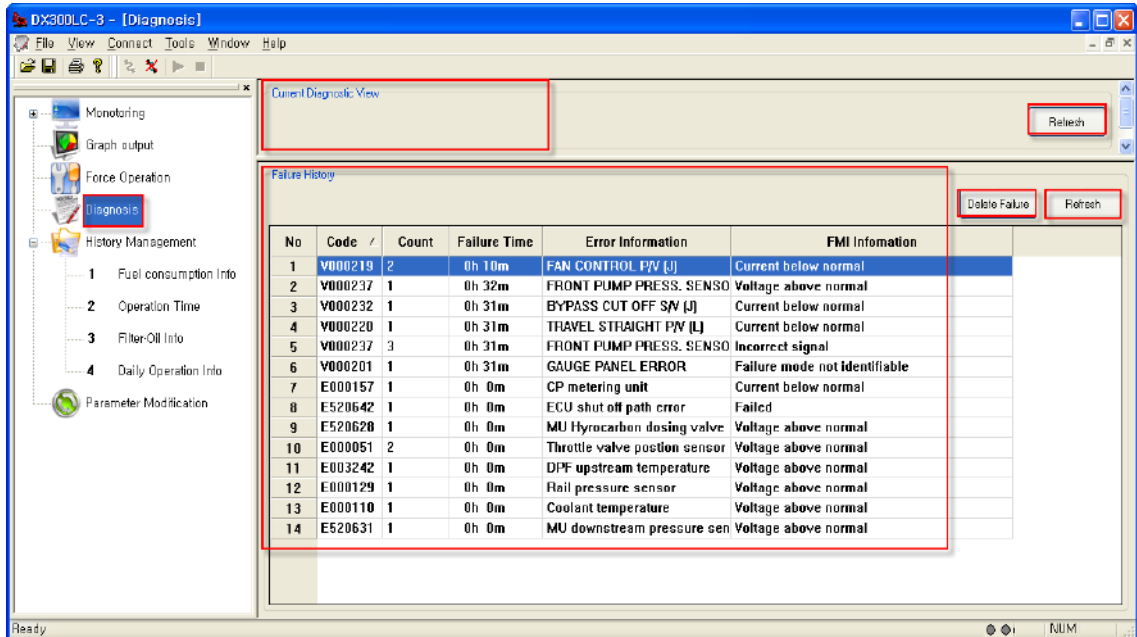 DX300LC-3 - [Diagnosis]
File View Connect Tools Window Help
Monotoring
Graph output
Force Operation
Diagnosis
History Management
1 Fuel consumption Info
2 Operation Time
3 Filter-Oil Info
4 Daily Operation Info
Parameter Modification
Current Diagnostic View
Refresh
Failure History
Delete Failure Refresh
No Code Count Failure Time Error Information FMI Infomation
1 V000219 2 0h 10m FAN CONTROL P/V (J) Current below normal
2 V000237 1 0h 32m FRONT PUMP PRESS. SENSO Voltage above normal
3 V000232 1 0h 31m BYPASS CUT OFF S/V (J) Current below normal
4 V000220 1 0h 31m TRAVEL STRAIGHT P/V (L) Current below normal
5 V000237 3 0h 31m FRONT PUMP PRESS. SENSO Incorrect signal
6 V000201 1 0h 31m GAUGE PANEL ERROR Failure mode not identifiable
7 E000157 1 0h 0m CP metering unit Current below normal
8 E520642 1 0h 0m ECU shut off path error Failed
9 E520628 1 0h 0m MU Hyrocarbon dosing valve Voltage above normal
10 E000051 2 0h 0m Throttle valve postion sensor Voltage above normal
11 E003242 1 0h 0m DPF upstream temperature Voltage above normal
12 E000129 1 0h 0m Rail pressure sensor Voltage above normal
13 E000110 1 0h 0m Coolant temperature Voltage above normal
14 E520631 1 0h 0m MU downstream pressure sen Voltage above normal
Ready NUM